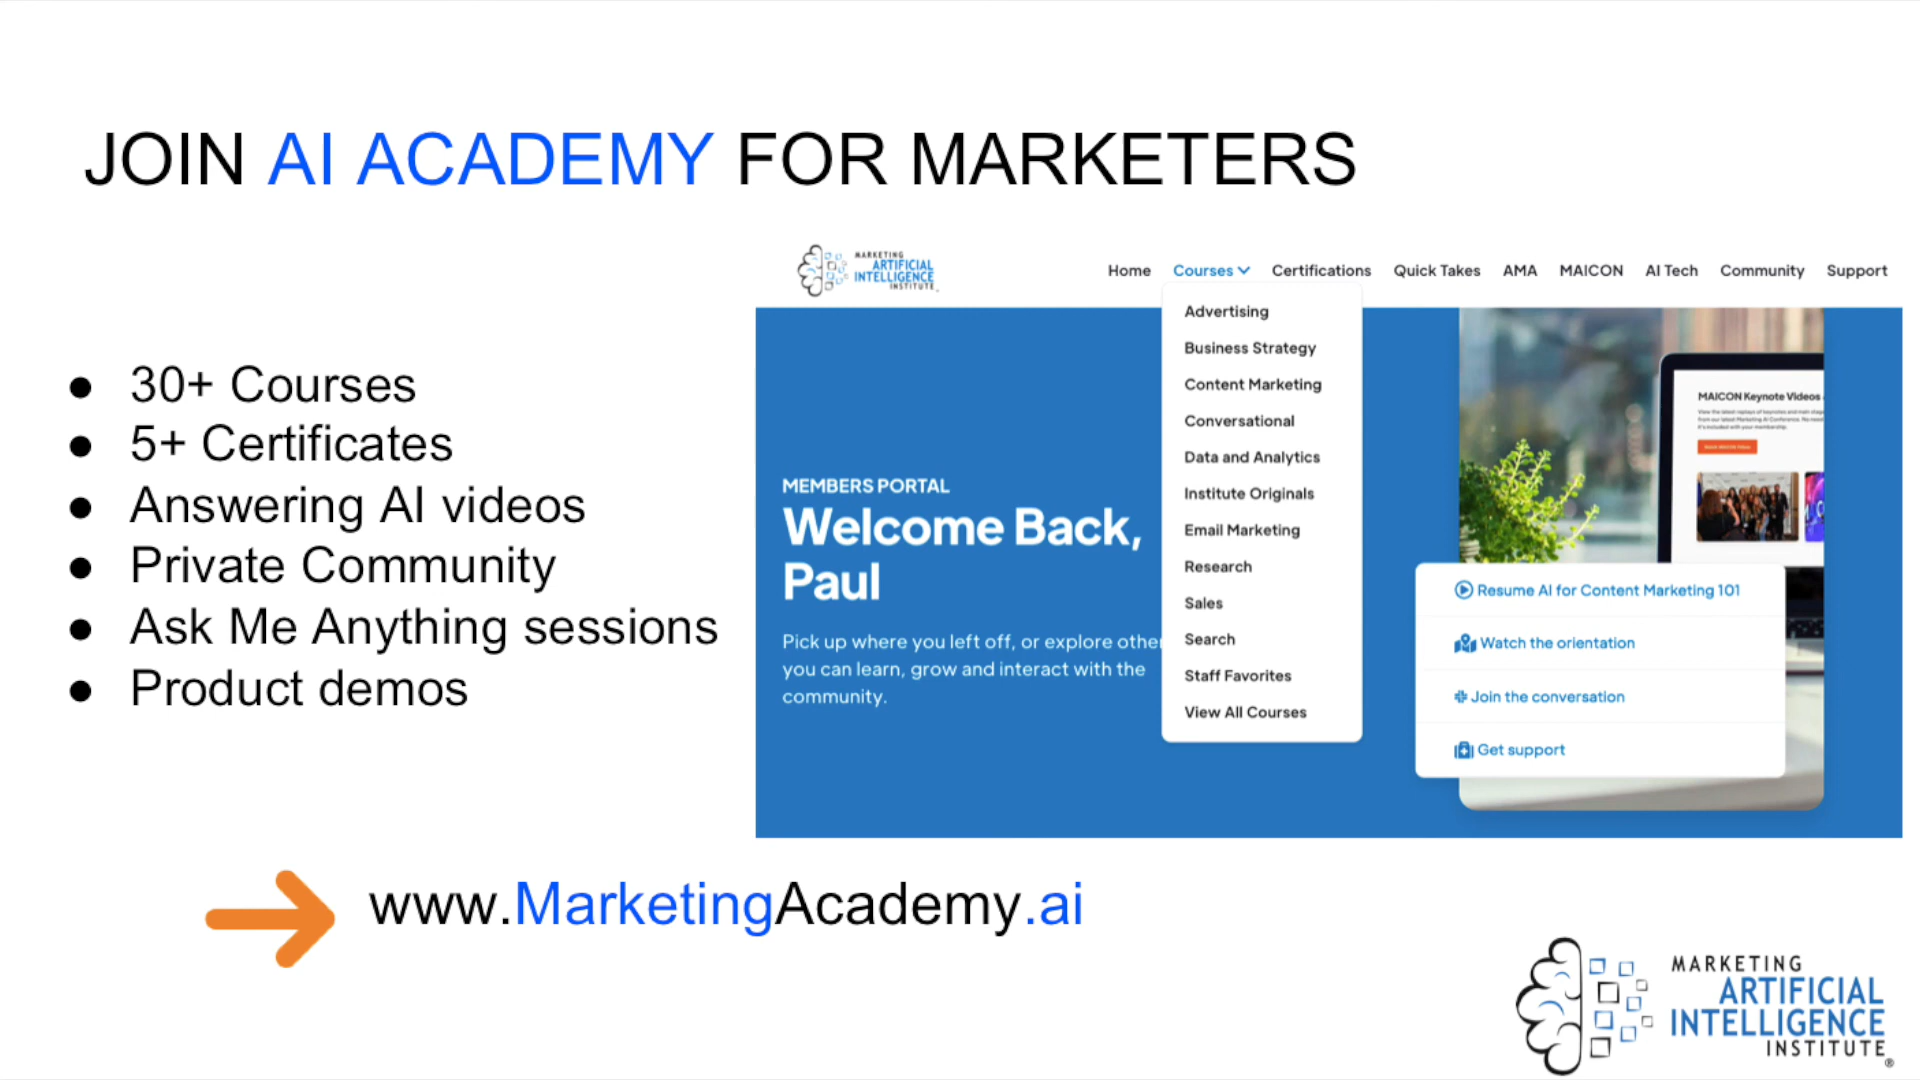 JOIN AI ACADEMY FOR MARKETERS
MARKETING
ARTIFICIAL
INTELLIGENCE
INSTITUTE
Home Courses Certifications Quick Takes AMA MAICON AI Tech Community Support
Advertising
Business Strategy
Content Marketing
Conversational
Data and Analytics
Institute Originals
Email Marketing
Research
Sales
Search
Staff Favorites
View All Courses
● 30+ Courses
● 5+ Certificates
● Answering AI videos
● Private Community
● Ask Me Anything sessions
● Product demos
MEMBERS PORTAL
Welcome Back,
Paul
Pick up where you left off, or explore other
you can learn, grow and interact with the
community.
MAICON Keynote Videos
Resume AI for Content Marketing 101
Watch the orientation
Join the conversation
Get support
www.MarketingAcademy.ai
MARKETING
ARTIFICIAL
INTELLIGENCE
INSTITUTE®